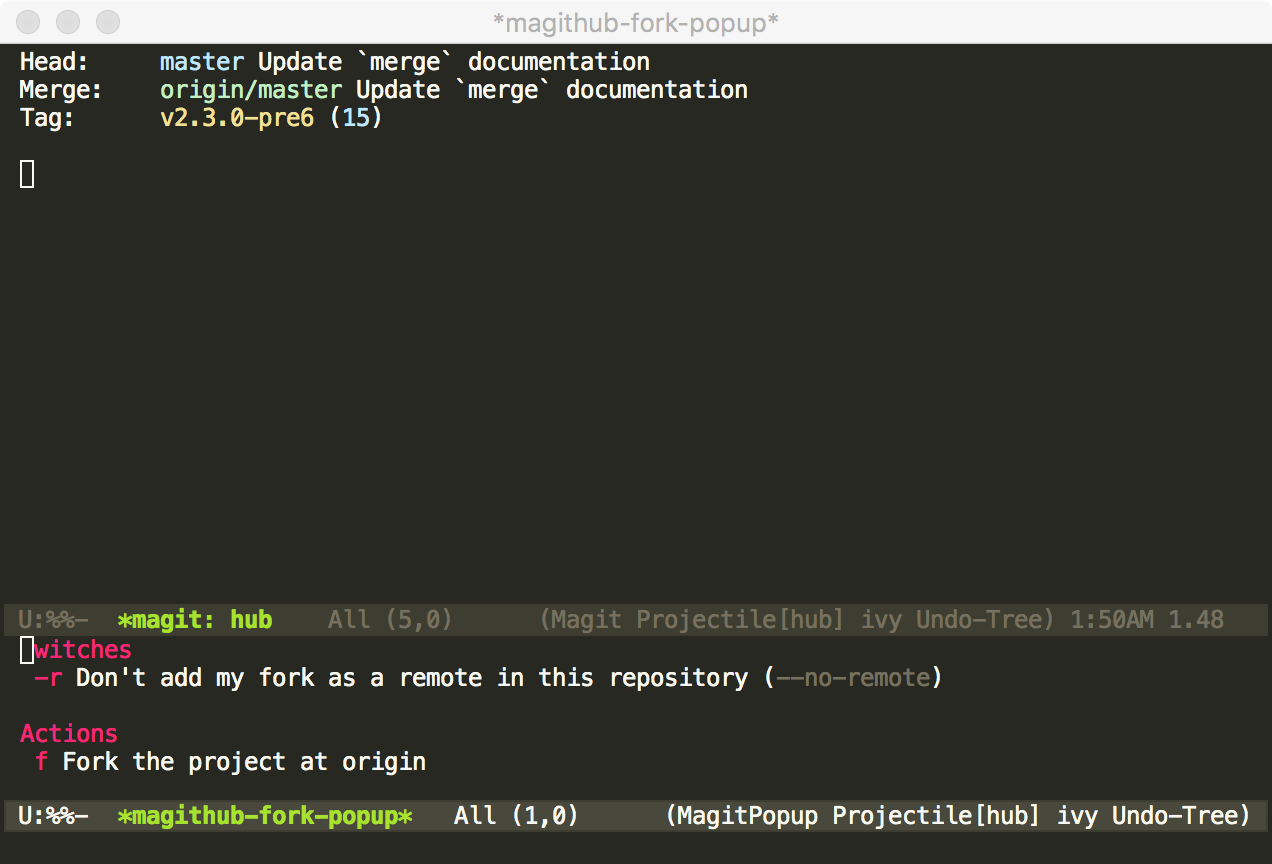 *magithub-fork-popup*
Head:     master Update `merge` documentation
Merge:    origin/master Update `merge` documentation
Tag:      v2.3.0-pre6 (15)
U:%%-  *magit: hub    All (5,0)      (Magit Projectile[hub] ivy Undo-Tree) 1:50AM 1.48
witches
 -r Don't add my fork as a remote in this repository (--no-remote)
Actions
 f Fork the project at origin
U:%%-  *magithub-fork-popup*   All (1,0)      (MagitPopup Projectile[hub] ivy Undo-Tree)